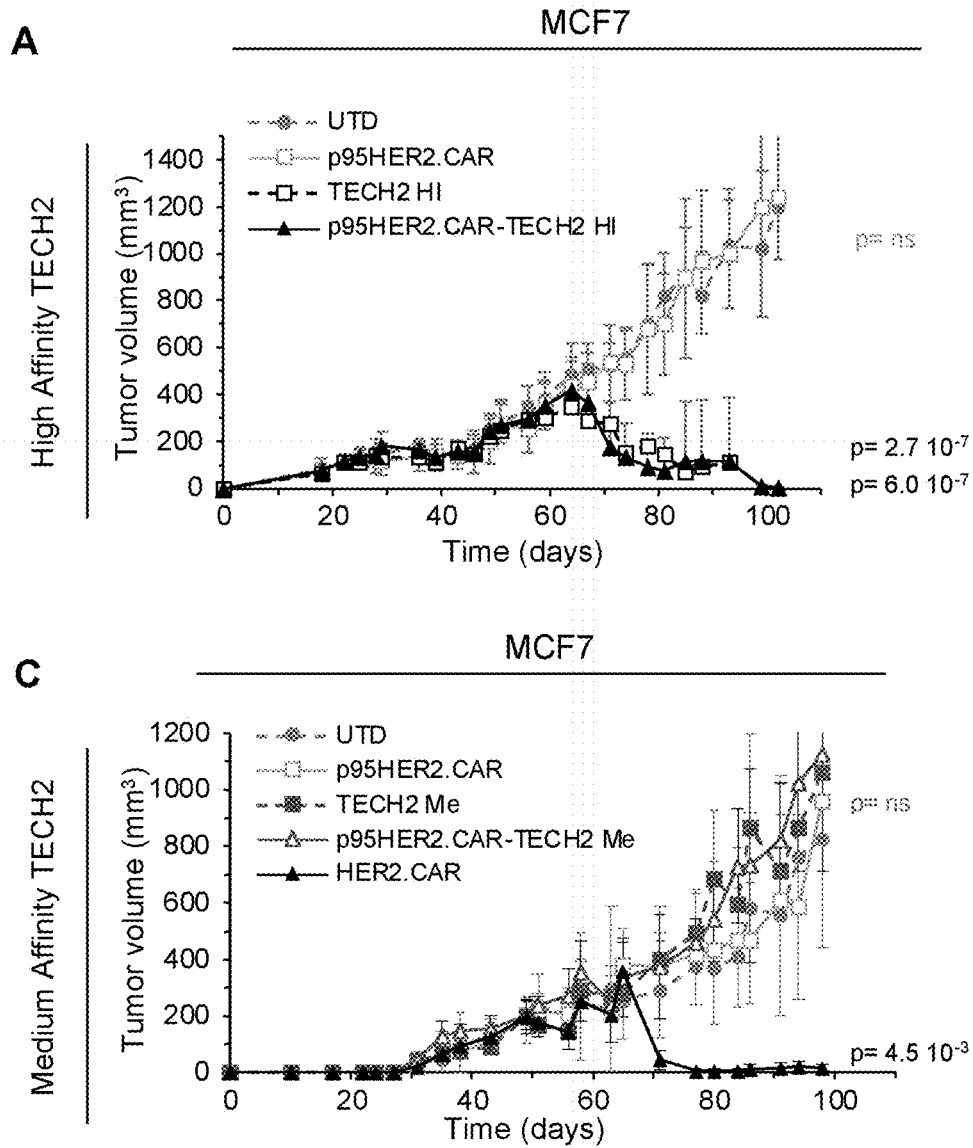 A
MCF7
High Affinity TECH2
UTD
p95HER2.CAR
TECH2 HI
p95HER2.CAR-TECH2 HI
Tumor volume (mm³)
1400
1200
1000
800
600
400
200
0
p= ns
p= 2.7 10⁻⁷
p= 6.0 10⁻⁷
0 20 40 60 80 100
Time (days)
C
MCF7
Medium Affinity TECH2
UTD
p95HER2.CAR
TECH2 Me
p95HER2.CAR-TECH2 Me
HER2.CAR
Tumor volume (mm³)
1200
1000
800
600
400
200
0
p= ns
p= 4.5 10⁻³
0 20 40 60 80 100
Time (days)